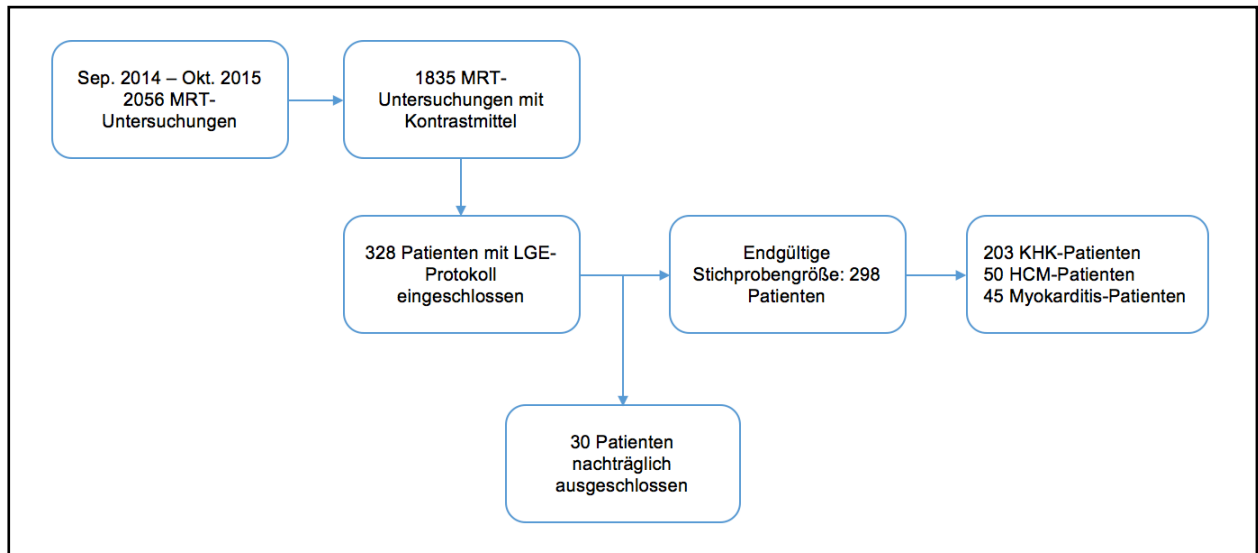 Sep. 2014 – Okt. 2015
2056 MRT-
Untersuchungen
1835 MRT-
Untersuchungen mit
Kontrastmittel
328 Patienten mit LGE-
Protokoll
eingeschlossen
Endgültige
Stichprobengröße: 298
Patienten
203 KHK-Patienten
50 HCM-Patienten
45 Myokarditis-Patienten
30 Patienten
nachträglich
ausgeschlossen